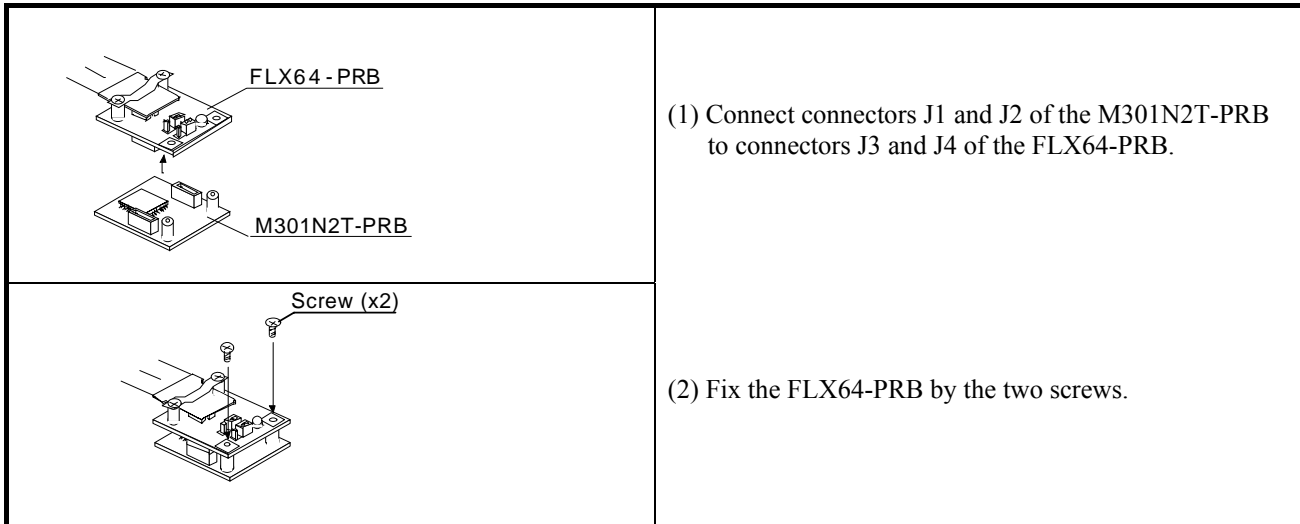 FLX64-PRB
M301N2T-PRB
(1) Connect connectors J1 and J2 of the M301N2T-PRB
to connectors J3 and J4 of the FLX64-PRB.
Screw (x2)
(2) Fix the FLX64-PRB by the two screws.